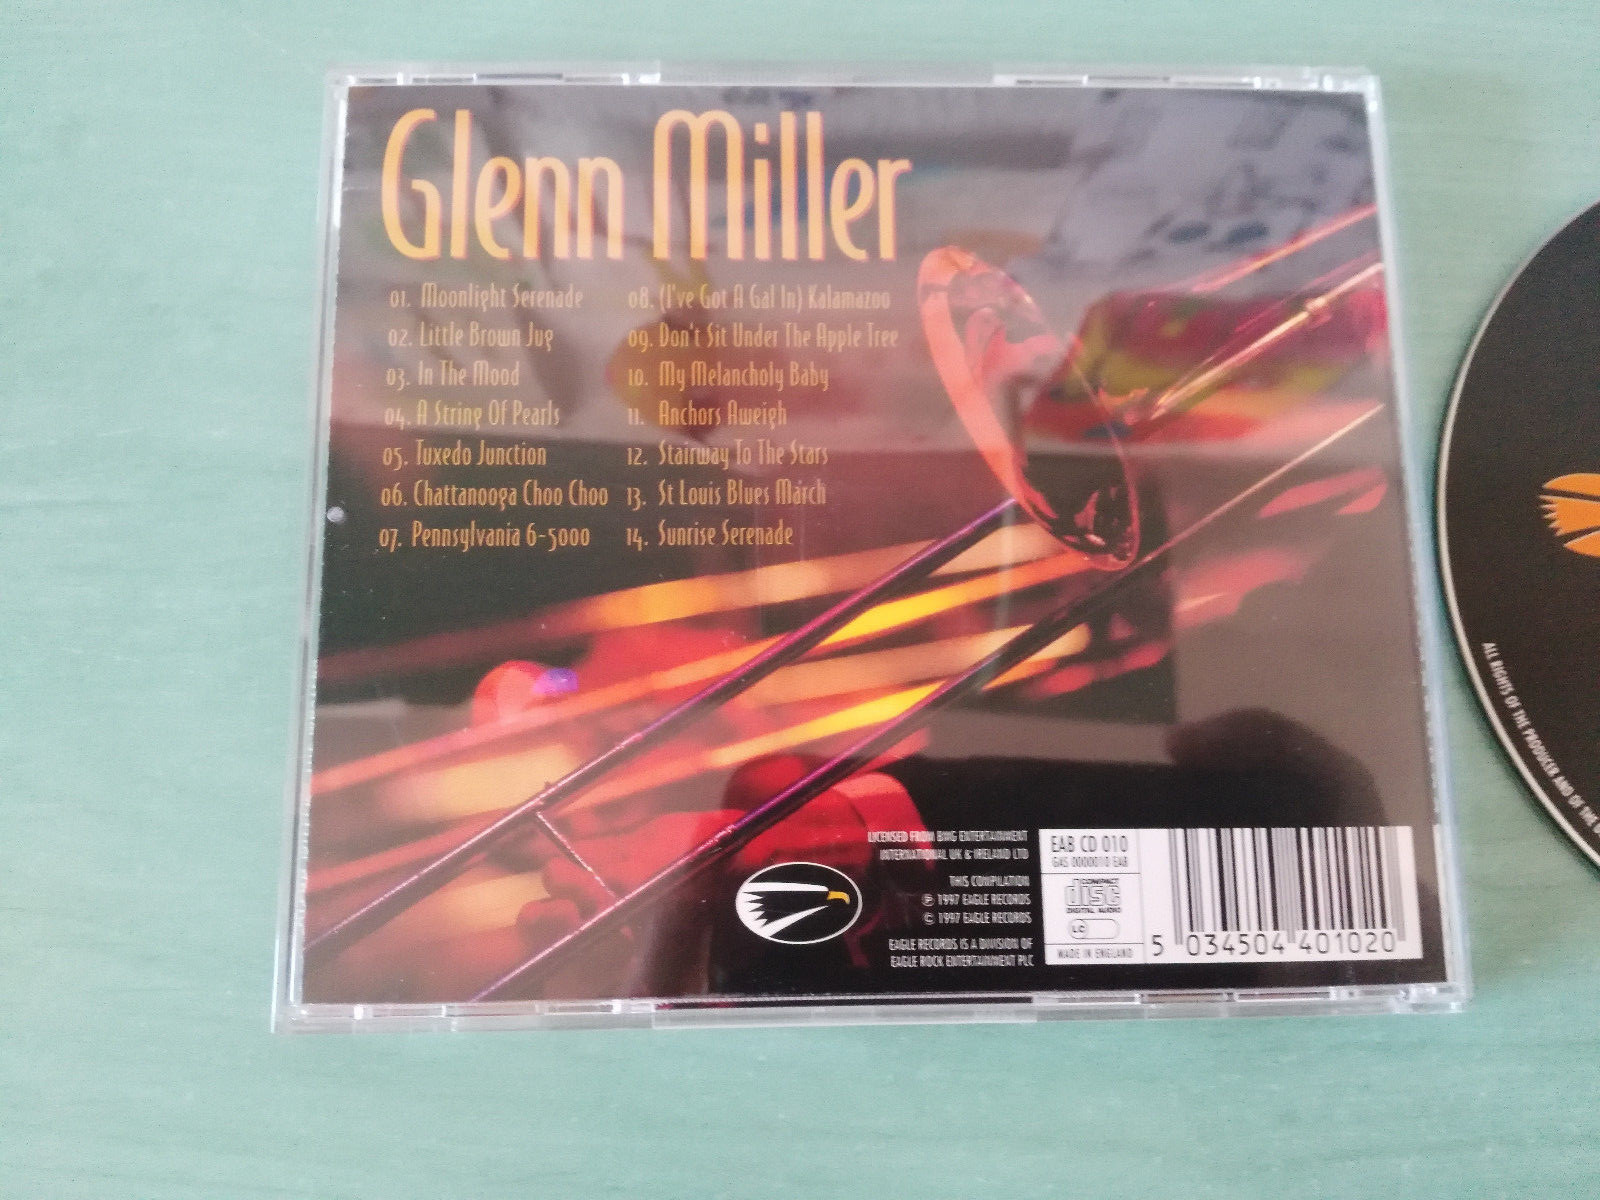 Glenn Miller
01. Moonlight Serenade
02. Little Brown Jug
03. In The Mood
04. A String Of Pearls
05. Tuxedo Junction
06. Chattanooga Choo Choo
07. Pennsylvania 6-5000
08. (I've Got A Gal In) Kalamazoo
09. Don't Sit Under The Apple Tree
10. My Melancholy Baby
11. Anchors Aweigh
12. Stairway To The Stars
13. St Louis Blues March
14. Sunrise Serenade
LICENSED FROM BMG ENTERTAINMENT
INTERNATIONAL UK & IRELAND LTD
THIS COMPILATION
℗ 1997 EAGLE RECORDS
© 1997 EAGLE RECORDS
EAGLE RECORDS IS A DIVISION OF
EAGLE ROCK ENTERTAINMENT PLC
EAB CD 010
GAS 0000010 EAB
COMPACT
disc
DIGITAL AUDIO
LC
MADE IN ENGLAND
5 034504 401020
ALL RIGHTS OF THE PRODUCER AND OF THE